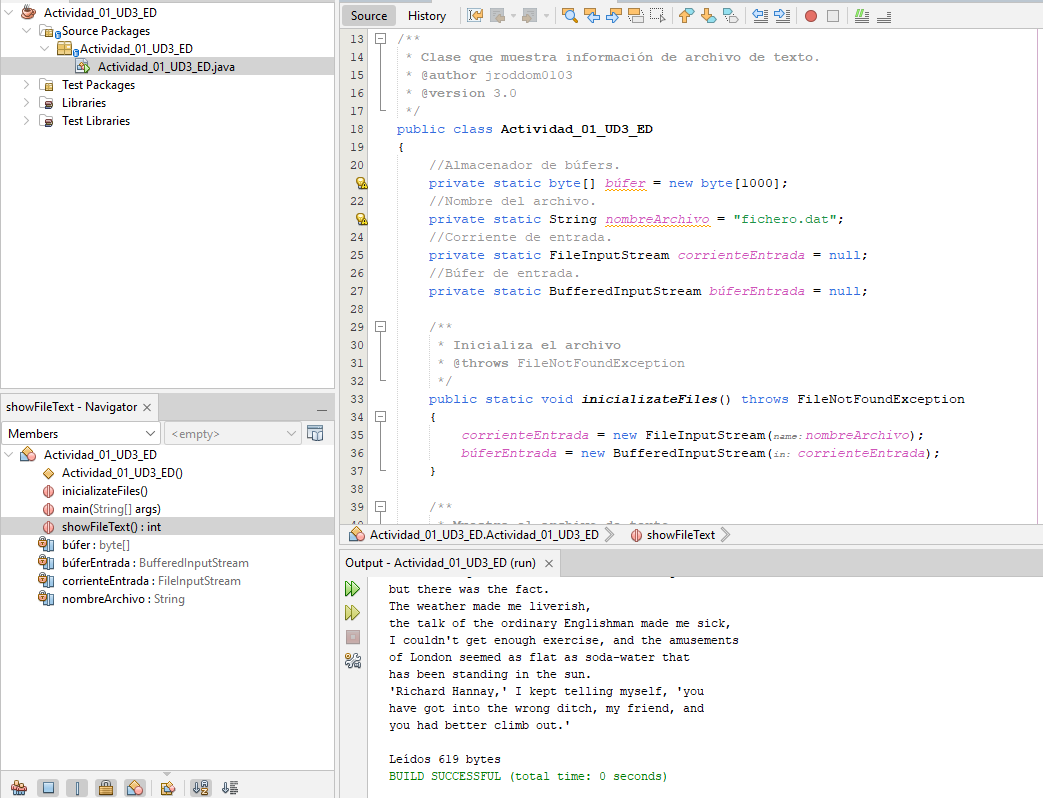 Actividad_01_UD3_ED
Source Packages
Actividad_01_UD3_ED
Actividad_01_UD3_ED.java
Test Packages
Libraries
Test Libraries
showFileText - Navigator
Members
<empty>
Actividad_01_UD3_ED
Actividad_01_UD3_ED()
inicializateFiles()
main(String[] args)
showFileText() : int
búfer : byte[]
búferEntrada : BufferedInputStream
corrienteEntrada : FileInputStream
nombreArchivo : String
Source History
13 /**
14 * Clase que muestra información de archivo de texto.
15 * @author jroddom0103
16 * @version 3.0
17 */
18 public class Actividad_01_UD3_ED
19 {
20 //Almacenador de búfers.
private static byte[] búfer = new byte[1000];
22 //Nombre del archivo.
private static String nombreArchivo = "fichero.dat";
24 //Corriente de entrada.
25 private static FileInputStream corrienteEntrada = null;
26 //Búfer de entrada.
27 private static BufferedInputStream búferEntrada = null;
28
29 /**
30 * Inicializa el archivo
31 * @throws FileNotFoundException
32 */
33 public static void inicializateFiles() throws FileNotFoundException
34 {
35 corrienteEntrada = new FileInputStream(name: nombreArchivo);
36 búferEntrada = new BufferedInputStream(in: corrienteEntrada);
37 }
38
39 /**
Actividad_01_UD3_ED.Actividad_01_UD3_ED showFileText
Output - Actividad_01_UD3_ED (run)
but there was the fact.
The weather made me liverish,
the talk of the ordinary Englishman made me sick,
I couldn't get enough exercise, and the amusements
of London seemed as flat as soda-water that
has been standing in the sun.
'Richard Hannay,' I kept telling myself, 'you
have got into the wrong ditch, my friend, and
you had better climb out.'
Leídos 619 bytes
BUILD SUCCESSFUL (total time: 0 seconds)